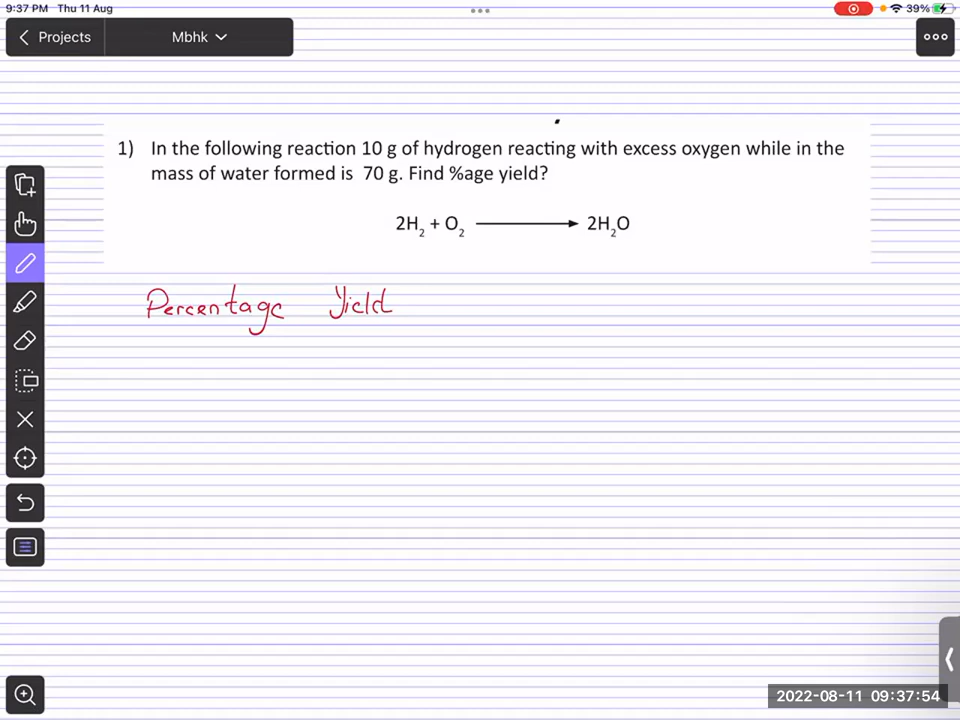 9:37 PM Thu 11 Aug
39%
Projects
Mbhk
1) In the following reaction 10 g of hydrogen reacting with excess oxygen while in the
mass of water formed is 70 g. Find %age yield?
2H₂ + O₂ ⟶ 2H₂O
Percentage Yield
2022-08-11 09:37:54